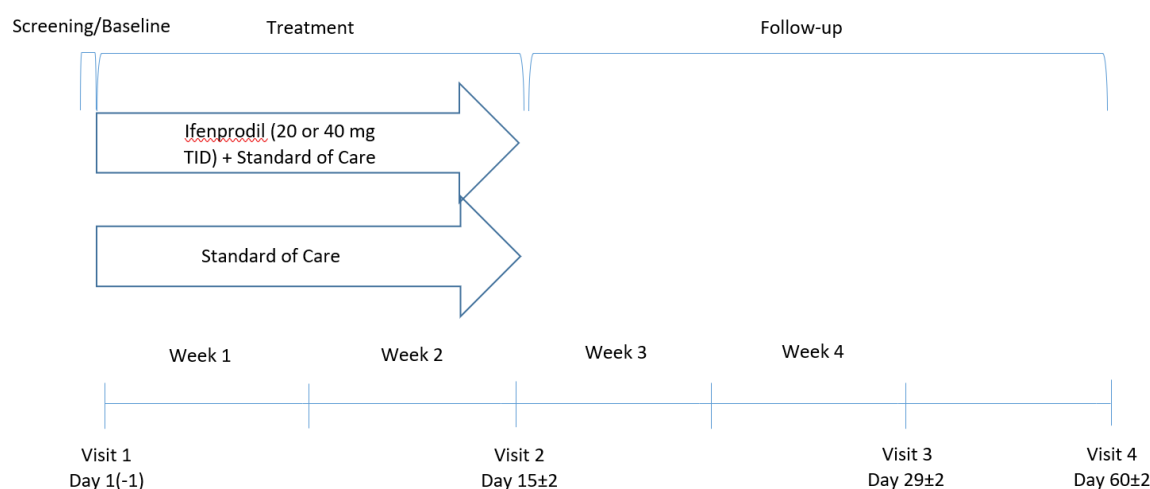 Screening/Baseline
Treatment
Follow-up
Ifenprodil (20 or 40 mg
TID) + Standard of Care
Standard of Care
Week 1
Week 2
Week 3
Week 4
Visit 1
Day 1(-1)
Visit 2
Day 15±2
Visit 3
Day 29±2
Visit 4
Day 60±2